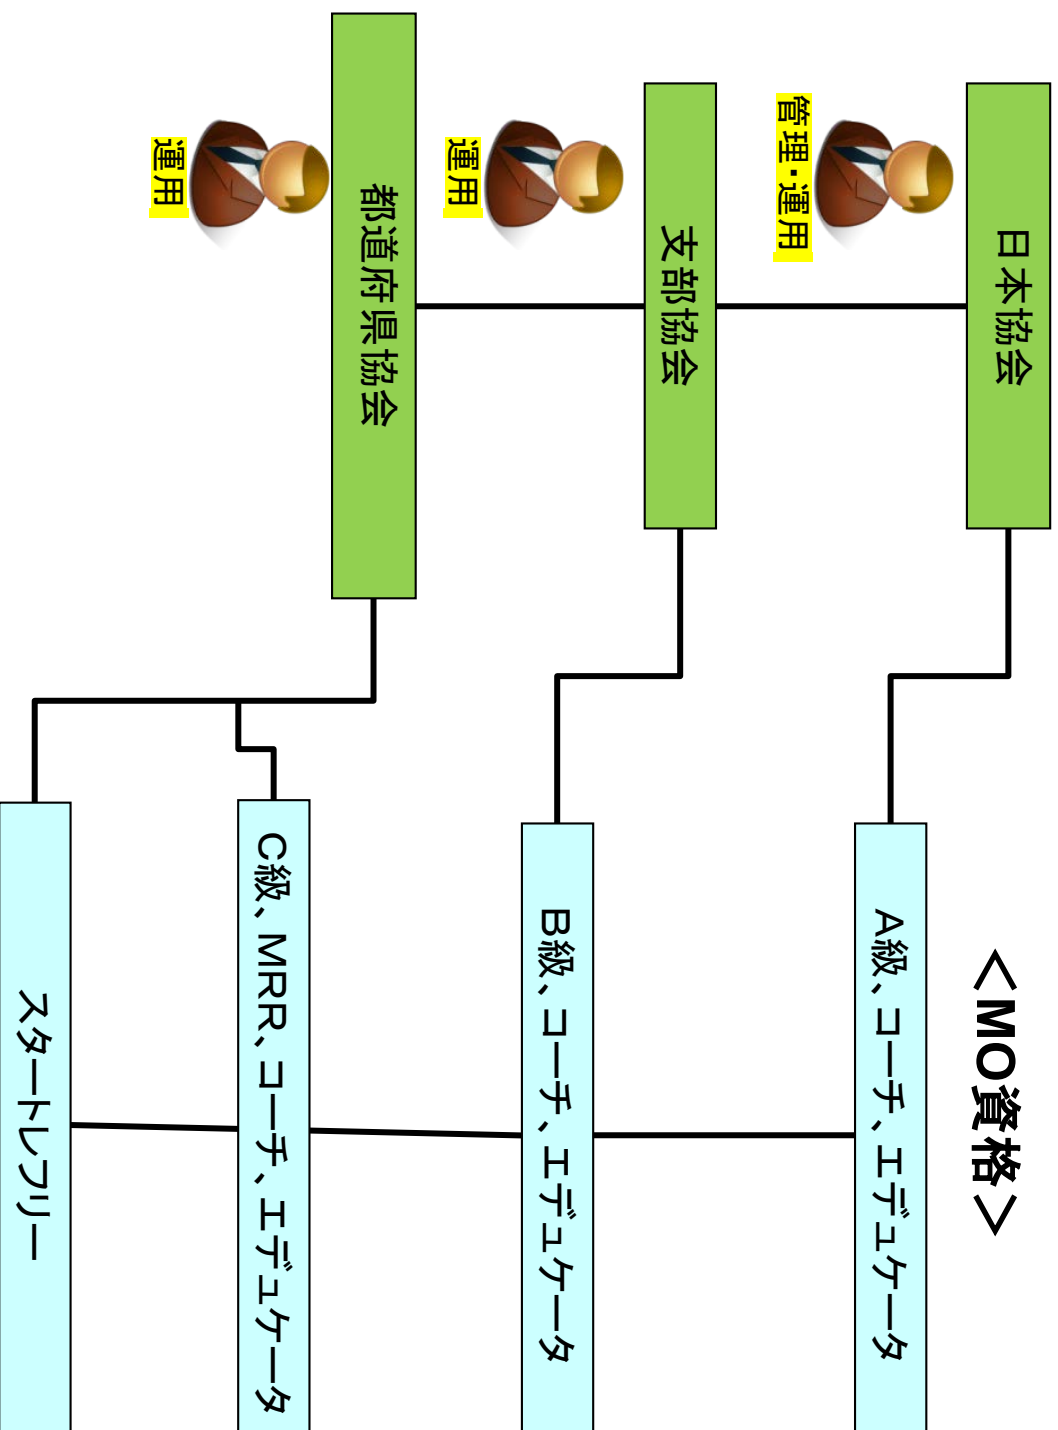 ＜MO資格＞
日本協会
管理・運用
A級、コーチ、エデュケータ
支部協会
運用
B級、コーチ、エデュケータ
都道府県協会
運用
C級、MRR、コーチ、エデュケータ
スタートレフリー